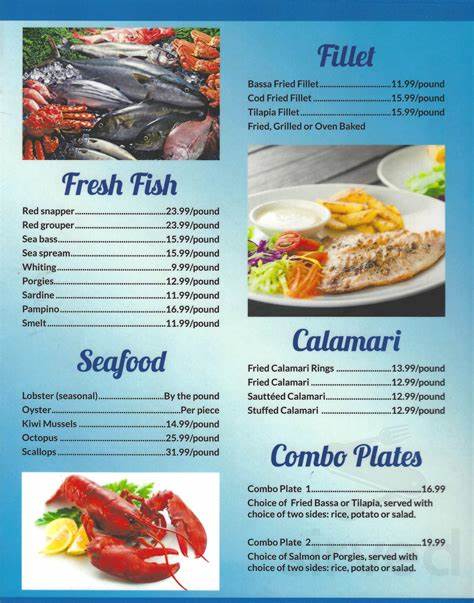 Fresh Fish
Red snapper..........23.99/pound
Red grouper..........23.99/pound
Sea bass..........15.99/pound
Sea spream..........15.99/pound
Whiting..........9.99/pound
Porgies..........12.99/pound
Sardine..........11.99/pound
Pampino..........16.99/pound
Smelt..........11.99/pound
Seafood
Lobster (seasonal)..........By the pound
Oyster..........Per piece
Kiwi Mussels..........14.99/pound
Octopus..........25.99/pound
Scallops..........31.99/pound
Fillet
Bassa Fried Fillet..........11.99/pound
Cod Fried Fillet..........15.99/pound
Tilapia Fillet..........15.99/pound
Fried, Grilled or Oven Baked
Calamari
Fried Calamari Rings..........13.99/pound
Fried Calamari..........12.99/pound
Sauttéed Calamari..........12.99/pound
Stuffed Calamari..........12.99/pound
Combo Plates
Combo Plate 1..........16.99
Choice of Fried Bassa or Tilapia, served with
choice of two sides: rice, potato or salad.
Combo Plate 2..........19.99
Choice of Salmon or Porgies, served with
choice of two sides: rice, potato or salad.